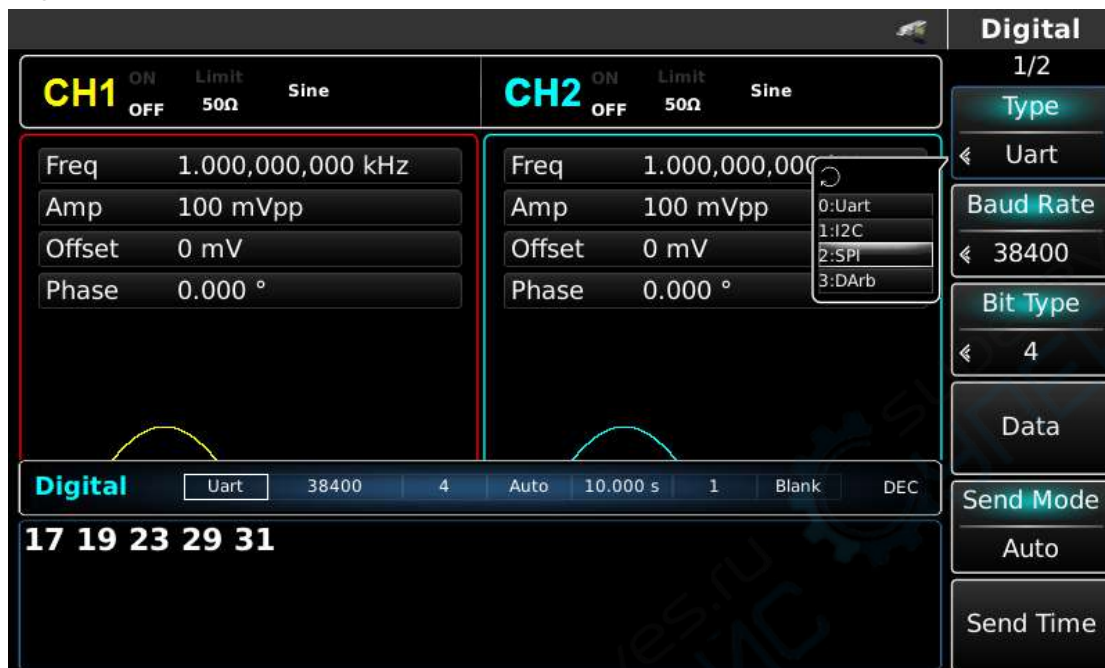 Digital
1/2
CH1 ON OFF Limit 50Ω Sine
CH2 ON OFF Limit 50Ω Sine
Type
Uart
Freq 1.000,000,000 kHz
Amp 100 mVpp
Offset 0 mV
Phase 0.000 °
Freq 1.000,000,000
Amp 100 mVpp
Offset 0 mV
Phase 0.000 °
0:Uart
1:I2C
2:SPI
3:DArb
Baud Rate
38400
Bit Type
4
Data
Send Mode
Auto
Send Time
Digital Uart 38400 4 Auto 10.000 s 1 Blank DEC
17 19 23 29 31